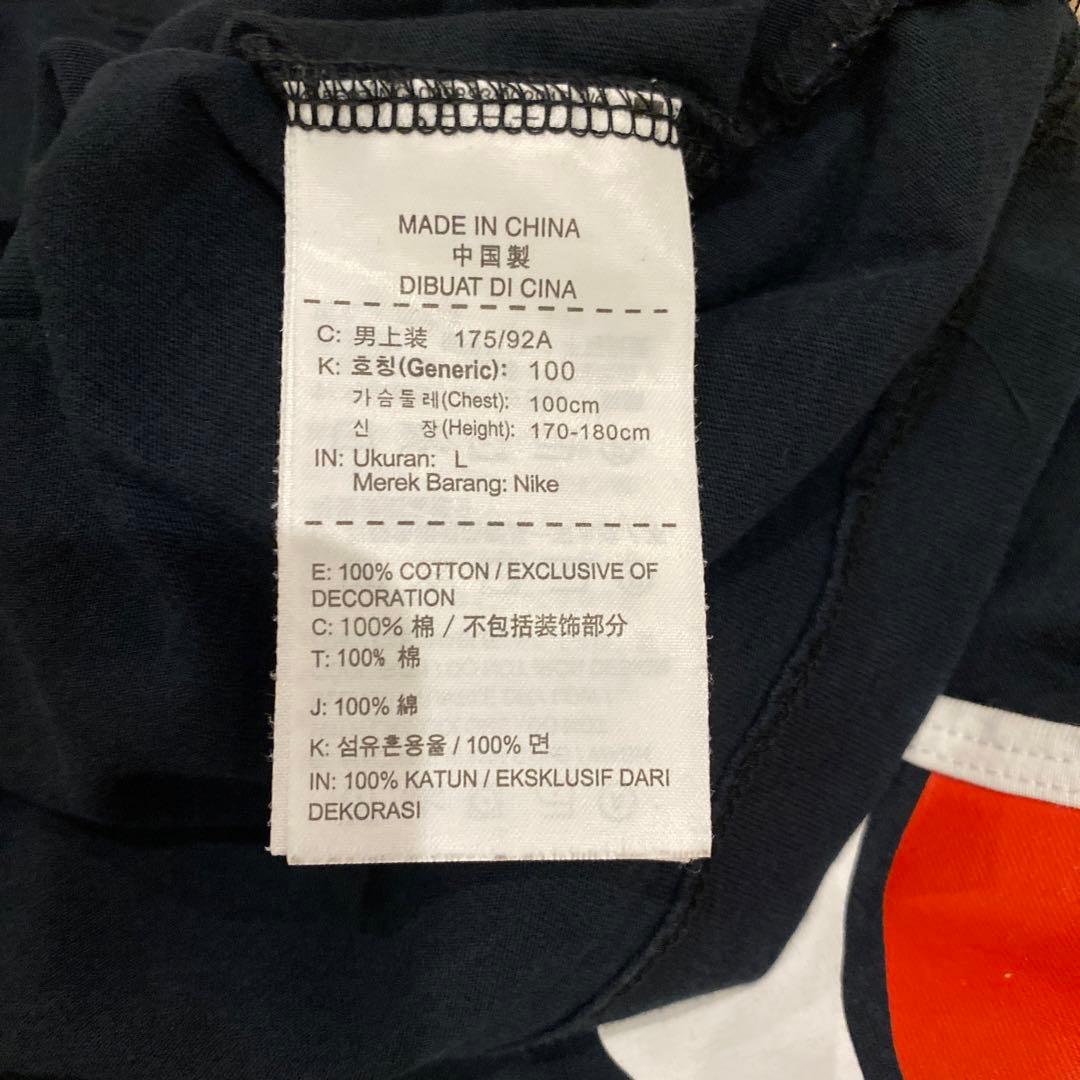 MADE IN CHINA
中国製
DIBUAT DI CINA
C: 男上装 175/92A
K: 호칭(Generic): 100
가슴둘레(Chest): 100cm
신 장(Height): 170-180cm
IN: Ukuran: L
Merek Barang: Nike
E: 100% COTTON / EXCLUSIVE OF
DECORATION
C: 100% 棉 / 不包括装饰部分
T: 100% 棉
J: 100% 綿
K: 섬유혼용율 / 100% 면
IN: 100% KATUN / EKSKLUSIF DARI
DEKORASI